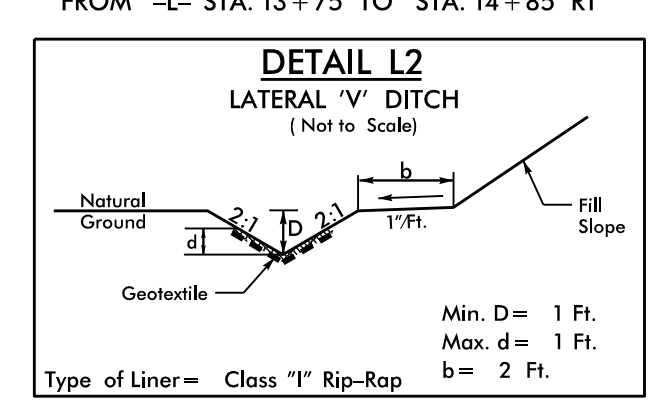 FROM -L- STA. 13+75 TO STA. 14+85 RT
DETAIL L2
LATERAL 'V' DITCH
( Not to Scale)
b
Natural
Ground
2:1
D
2:1
1"/Ft.
Fill
Slope
d
Geotextile
Min. D= 1 Ft.
Max. d= 1 Ft.
b= 2 Ft.
Type of Liner= Class "I" Rip-Rap